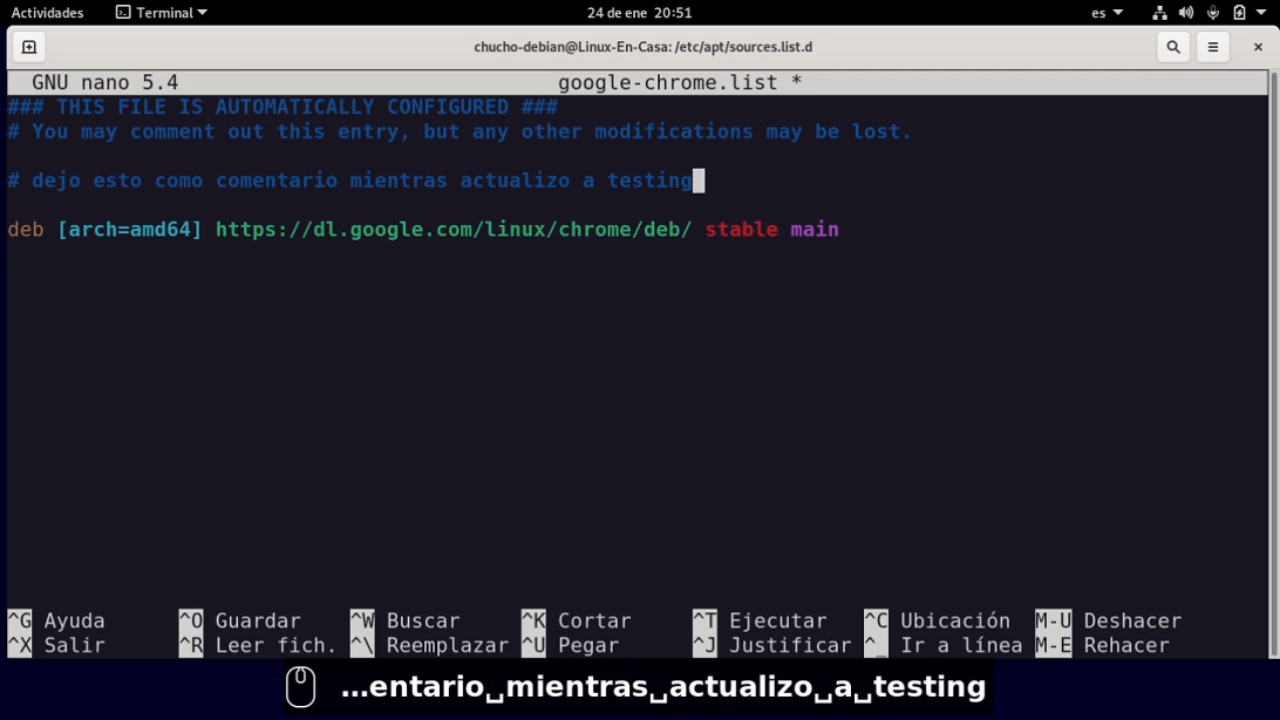 Actividades Terminal 24 de ene 20:51 es
chucho-debian@Linux-En-Casa: /etc/apt/sources.list.d
GNU nano 5.4 google-chrome.list *
### THIS FILE IS AUTOMATICALLY CONFIGURED ###
# You may comment out this entry, but any other modifications may be lost.
# dejo esto como comentario mientras actualizo a testing
deb [arch=amd64] https://dl.google.com/linux/chrome/deb/ stable main
^G Ayuda ^O Guardar ^W Buscar ^K Cortar ^T Ejecutar ^C Ubicación M-U Deshacer
^X Salir ^R Leer fich. ^\ Reemplazar ^U Pegar ^J Justificar ^_ Ir a línea M-E Rehacer
…entario␣mientras␣actualizo␣a␣testing